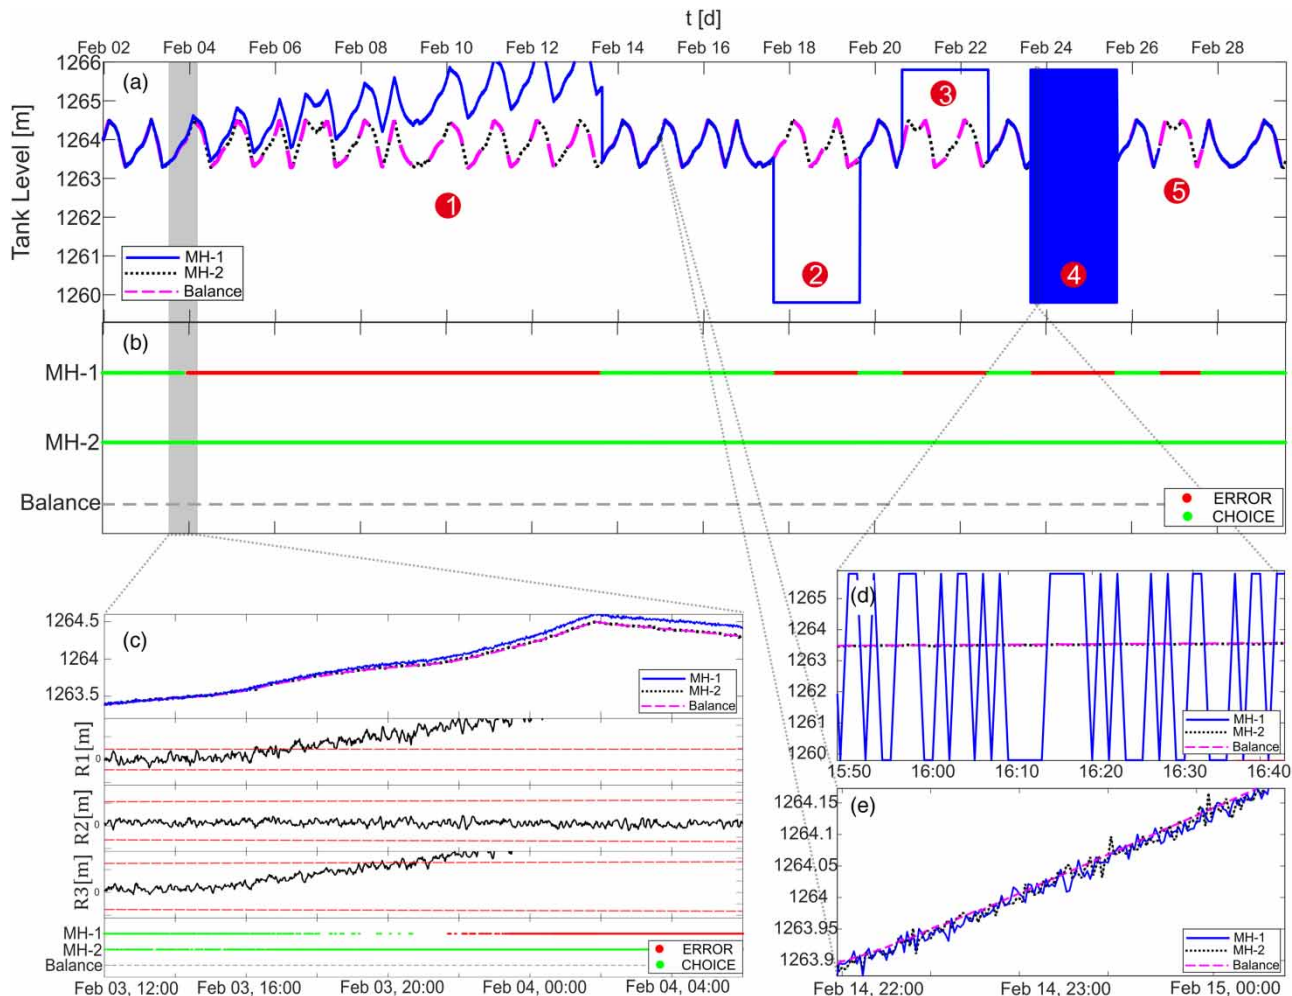 t [d]
Feb 02 Feb 04 Feb 06 Feb 08 Feb 10 Feb 12 Feb 14 Feb 16 Feb 18 Feb 20 Feb 22 Feb 24 Feb 26 Feb 28
Tank Level [m]
1266
1265
1264
1263
1262
1261
1260
(a)
1
2
3
4
5
MH-1
MH-2
Balance
(b)
MH-1
MH-2
Balance
ERROR
CHOICE
(c)
1264.5
1264
1263.5
MH-1
MH-2
Balance
R1[m]
0
R2[m]
0
R3[m]
0
MH-1
MH-2
Balance
ERROR
CHOICE
Feb 03, 12:00 Feb 03, 16:00 Feb 03, 20:00 Feb 04, 00:00 Feb 04, 04:00
(d)
1265
1264
1263
1262
1261
1260
MH-1
MH-2
Balance
15:50 16:00 16:10 16:20 16:30 16:40
(e)
1264.15
1264.1
1264.05
1264
1263.95
1263.9
MH-1
MH-2
Balance
Feb 14, 22:00 Feb 14, 23:00 Feb 15, 00:00